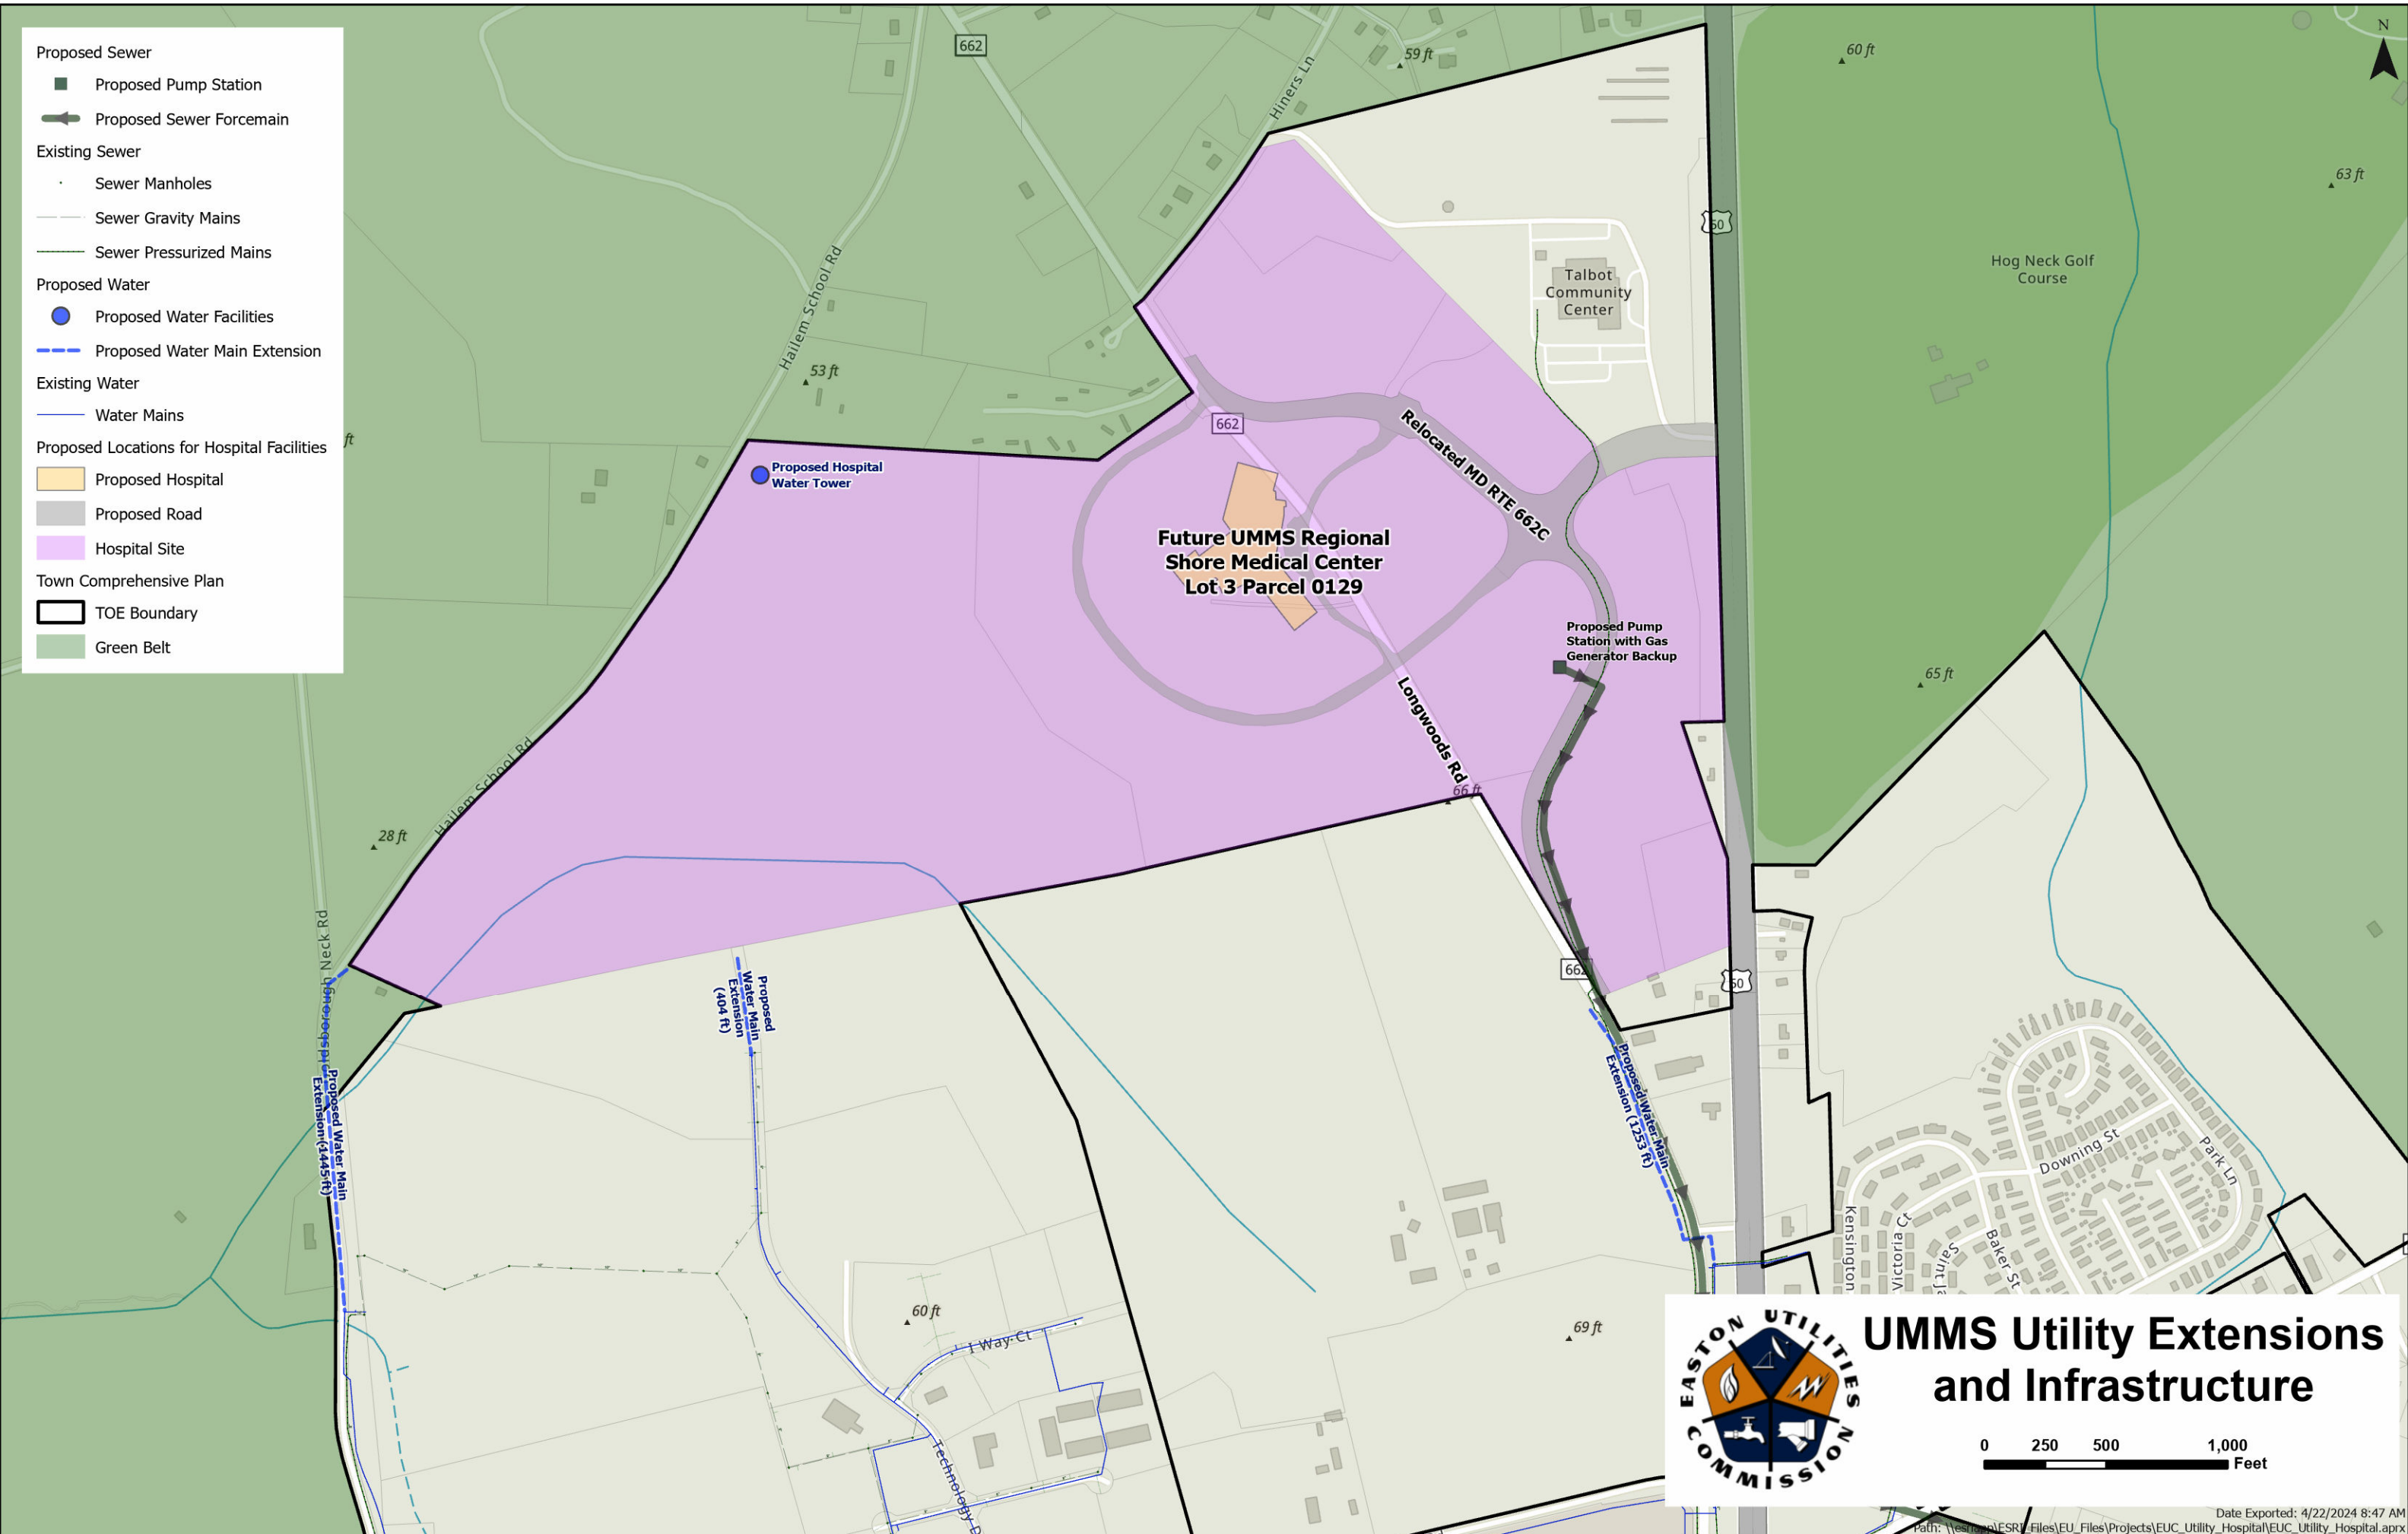 Proposed Sewer
Proposed Pump Station
Proposed Sewer Forcemain
Existing Sewer
Sewer Manholes
Sewer Gravity Mains
Sewer Pressurized Mains
Proposed Water
Proposed Water Facilities
Proposed Water Main Extension
Existing Water
Water Mains
Proposed Locations for Hospital Facilities
Proposed Hospital
Proposed Road
Hospital Site
Town Comprehensive Plan
TOE Boundary
Green Belt
662
Hiners Ln
59 ft
60 ft
N
63 ft
50
Hog Neck Golf
Course
Talbot
Community
Center
Hailem School Rd
53 ft
ft
662
Relocated MD RTE 662C
Proposed Hospital
Water Tower
Future UMMS Regional
Shore Medical Center
Lot 3 Parcel 0129
Proposed Pump
Station with Gas
Generator Backup
65 ft
Longwoods Rd
66 ft
Hailem School Rd
28 ft
662
50
Goldsborough Neck Rd
Proposed
Water Main
Extension
(404 ft)
Proposed Water Main
Extension (1445 ft)
Proposed Water Main
Extension (1253 ft)
Downing St
Park Ln
Kensington
Victoria Ct
Baker St
60 ft
69 ft
I Way Ct
Technology D
EASTON UTILITIES
COMMISSION
UMMS Utility Extensions
and Infrastructure
0 250 500 1,000
Feet
Date Exported: 4/22/2024 8:47 AM